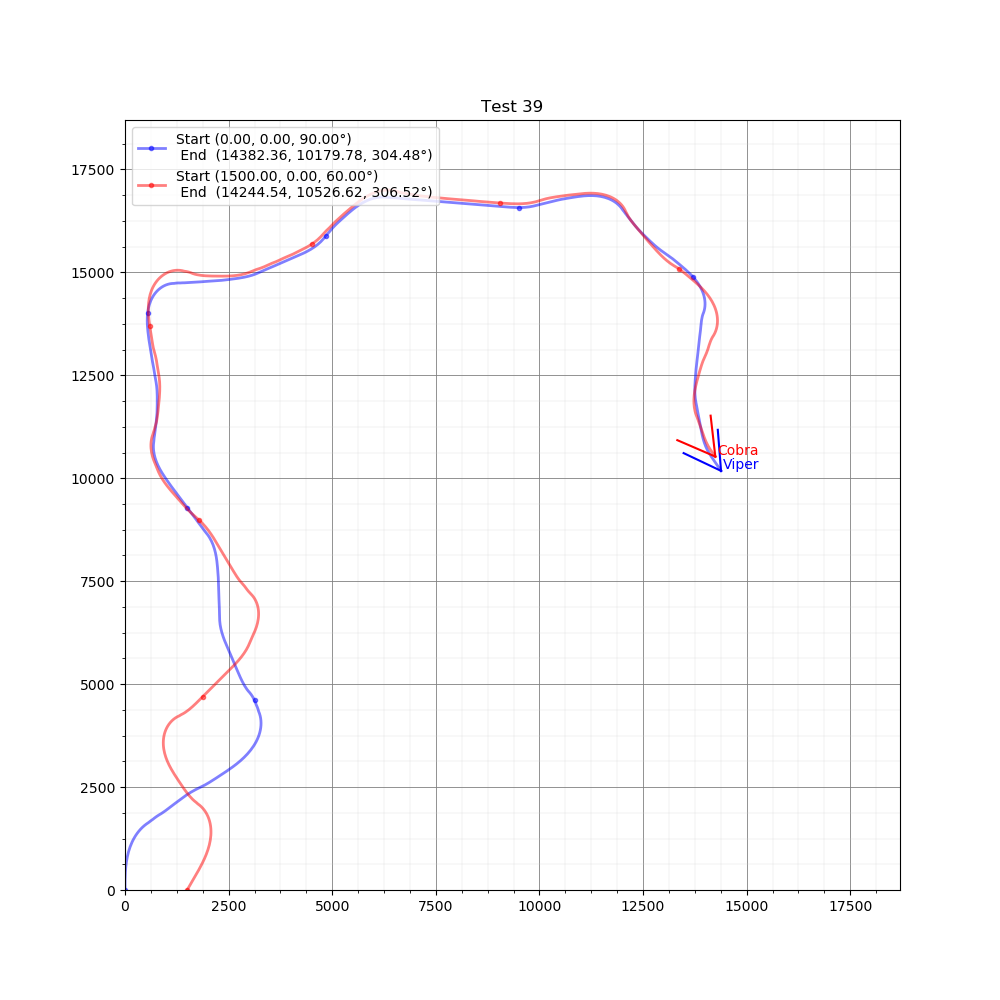 Test 39
Start (0.00, 0.00, 90.00°)
End (14382.36, 10179.78, 304.48°)
Start (1500.00, 0.00, 60.00°)
End (14244.54, 10526.62, 306.52°)
17500
15000
12500
10000
7500
5000
2500
0
Cobra
Viper
0 2500 5000 7500 10000 12500 15000 17500